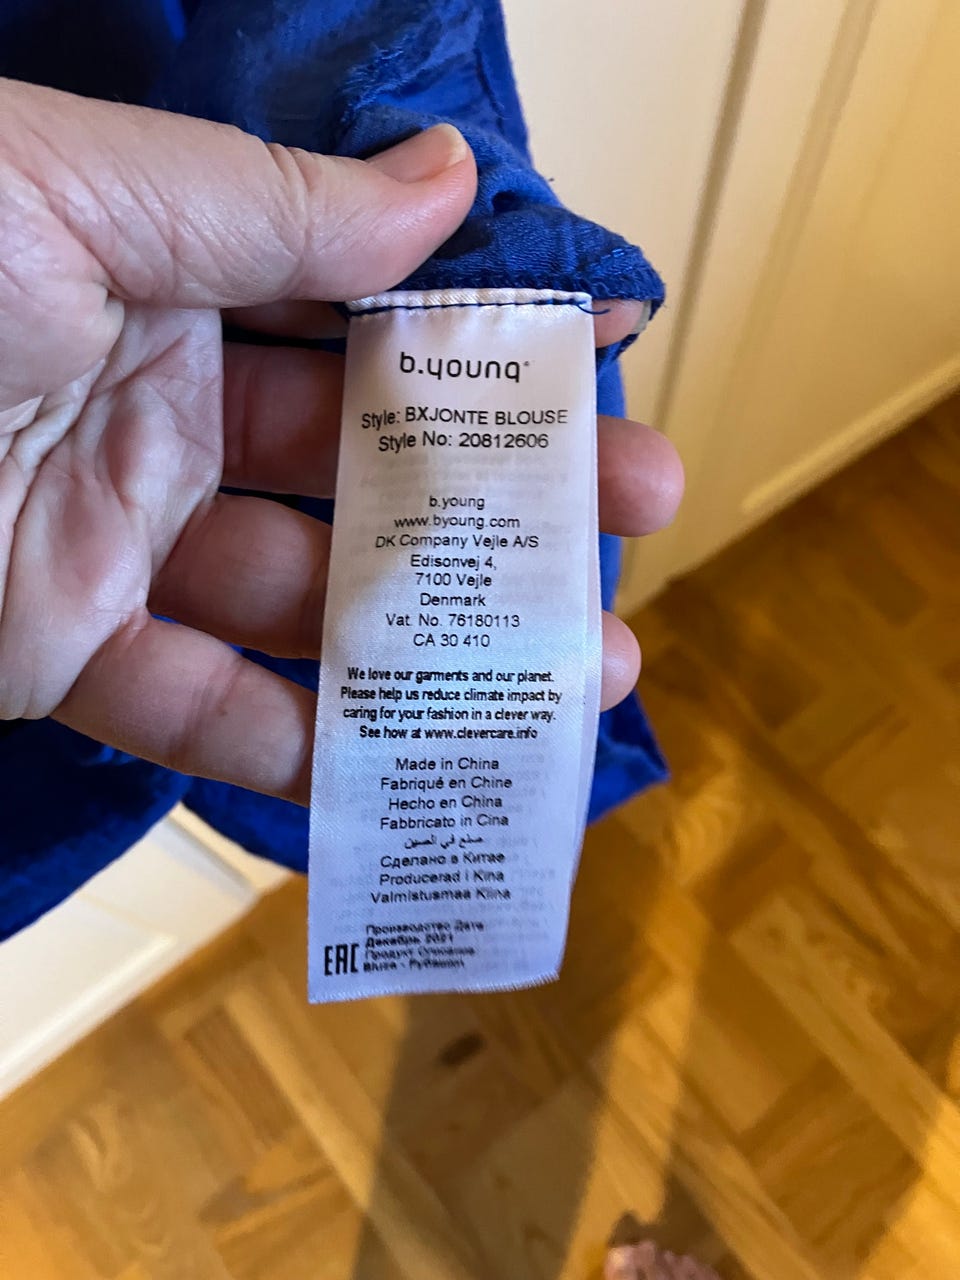 b.young®
Style: BXJONTE BLOUSE
Style No: 20812606
b.young
www.byoung.com
DK Company Vejle A/S
Edisonvej 4,
7100 Vejle
Denmark
Vat. No. 76180113
CA 30 410
We love our garments and our planet.
Please help us reduce climate impact by
caring for your fashion in a clever way.
See how at www.clevercare.info
Made in China
Fabriqué en Chine
Hecho en China
Fabbricato in Cina
صنع في الصين
Сделано в Китае
Producerad i Kina
Valmistusmaa Kiina
Производство Дата
Декабрь 2021
Продукт Описание
EAC